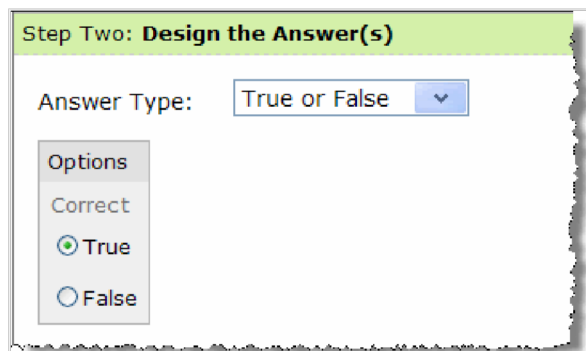 Step Two: Design the Answer(s)
Answer Type: True or False
Options
Correct
True
False